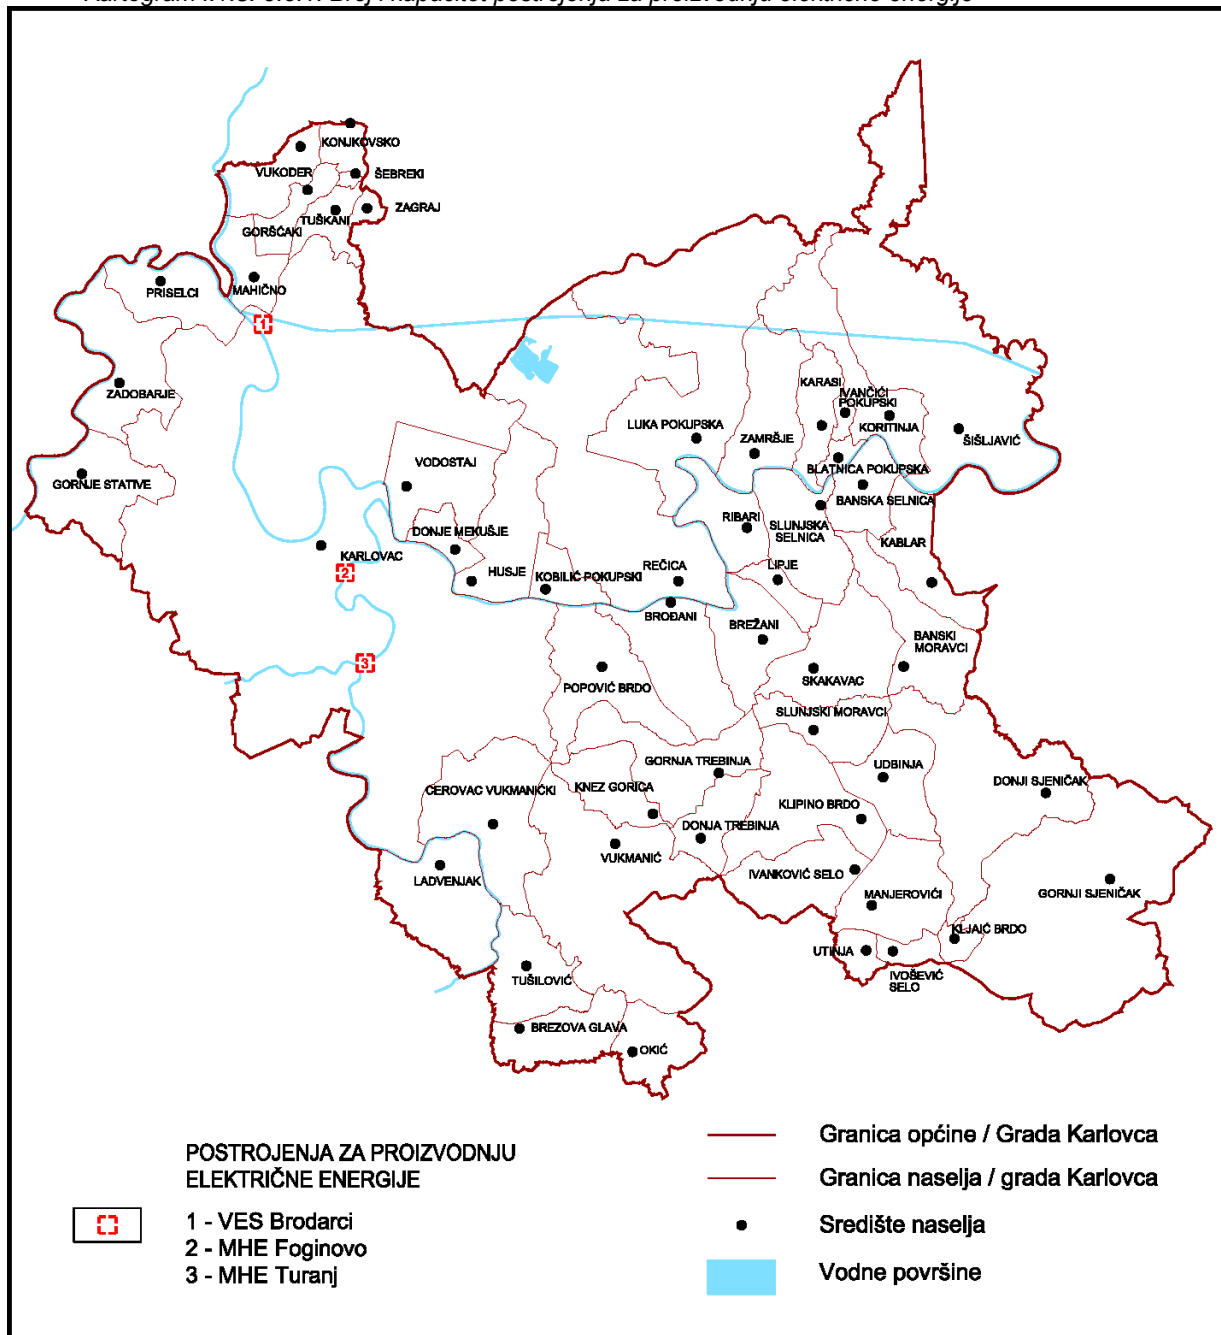 KONJKOVSKO
VUKODER
ŠEBREKI
ZAGRAJ
TUŠKANI
GORŠĆAKI
MAHIČNO
PRISELCI
1
ZADOBARJE
GORNJE STATIVE
KARASI
IVANČIĆI
POKUPSKI
LUKA POKUPSKA
ZAMRŠJE
KORITINJA
ŠIŠLJAVIĆ
VODOSTAJ
BLATNICA POKUPSKA
BANSKA SELNICA
RIBARI
SLUNJSKA
SELNICA
DONJE MEKUŠJE
KABLAR
KARLOVAC
2
HUSJE
KOBILIĆ POKUPSKI
REČICA
LIPJE
BROĐANI
BREŽANI
BANSKI
MORAVCI
3
POPOVIĆ BRDO
SKAKAVAC
SLUNJSKI MORAVCI
GORNJA TREBINJA
UDBINJA
DONJI SJENIČAK
CEROVAC VUKMANIĆKI
KNEZ GORICA
KLIPINO BRDO
DONJA TREBINJA
VUKMANIĆ
LADVENJAK
IVANKOVIĆ SELO
MANJEROVIĆI
GORNJI SJENIČAK
KLJAIĆ BRDO
UTINJA
IVOŠEVIĆ
SELO
TUŠILOVIĆ
BREZOVA GLAVA
OKIĆ
POSTROJENJA ZA PROIZVODNJU
ELEKTRIČNE ENERGIJE
1 - VES Brodarci
2 - MHE Foginovo
3 - MHE Turanj
Granica općine / Grada Karlovca
Granica naselja / grada Karlovca
Središte naselja
Vodne površine